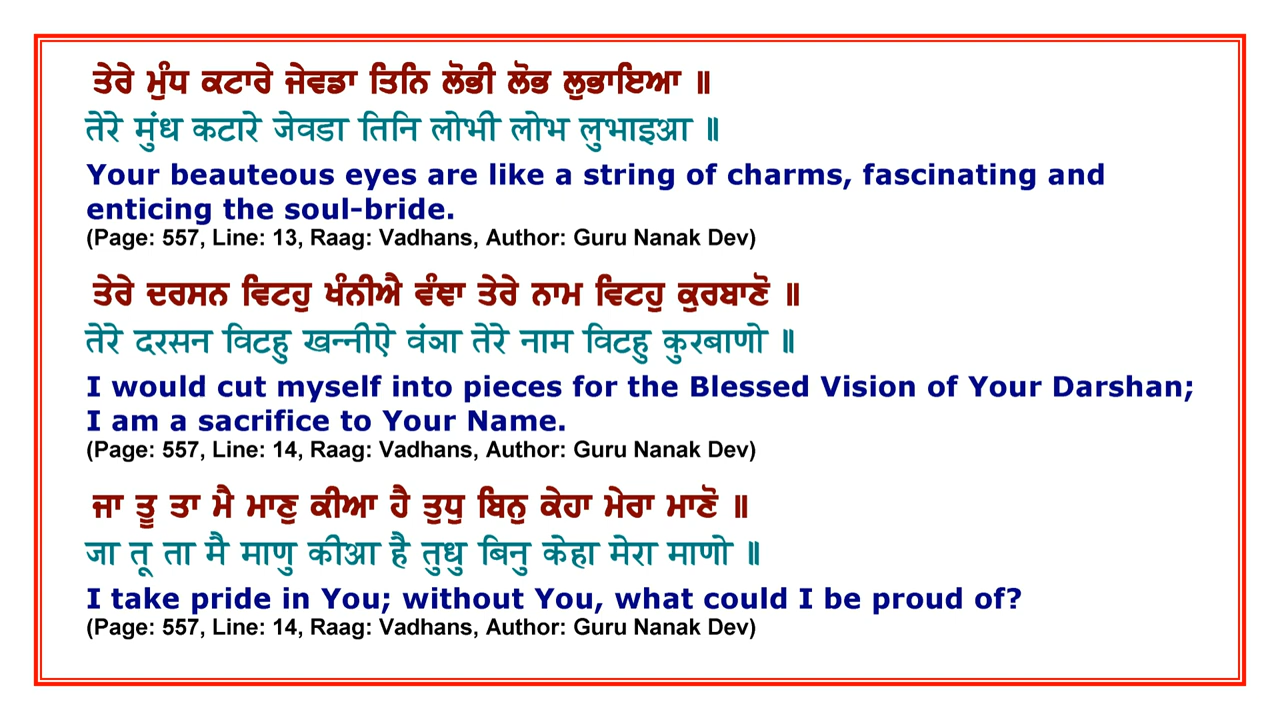 ਤੇਰੇ ਮੁੰਧ ਕਟਾਰੇ ਜੇਵਡਾ ਤਿਨਿ ਲੋਭੀ ਲੋਭ ਲੁਭਾਇਆ ॥
तेरे मुंध कटारे जेवडा तिनि लोभी लोभ लुभाइआ ॥
Your beauteous eyes are like a string of charms, fascinating and
enticing the soul-bride.
(Page: 557, Line: 13, Raag: Vadhans, Author: Guru Nanak Dev)
ਤੇਰੇ ਦਰਸਨ ਵਿਟਹੁ ਖੰਨੀਐ ਵੰਞਾ ਤੇਰੇ ਨਾਮ ਵਿਟਹੁ ਕੁਰਬਾਣੋ ॥
तेरे दरसन विटहु खन्नीऐ वंञा तेरे नाम विटहु कुरबाणो ॥
I would cut myself into pieces for the Blessed Vision of Your Darshan;
I am a sacrifice to Your Name.
(Page: 557, Line: 14, Raag: Vadhans, Author: Guru Nanak Dev)
ਜਾ ਤੂ ਤਾ ਮੈ ਮਾਣੁ ਕੀਆ ਹੈ ਤੁਧੁ ਬਿਨੁ ਕੇਹਾ ਮੇਰਾ ਮਾਣੋ ॥
जा तू ता मै माणु कीआ है तुधु बिनु केहा मेरा माणो ॥
I take pride in You; without You, what could I be proud of?
(Page: 557, Line: 14, Raag: Vadhans, Author: Guru Nanak Dev)